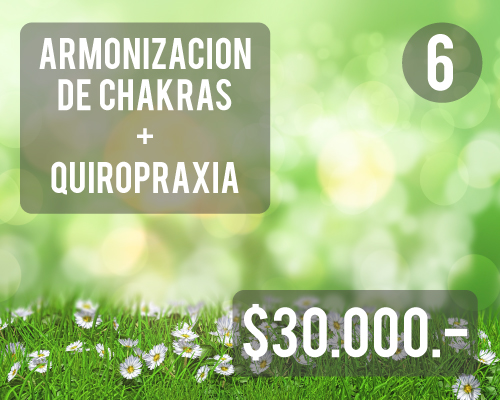 ARMONIZACION
DE CHAKRAS
+
QUIROPRAXIA
6
$30.000.-